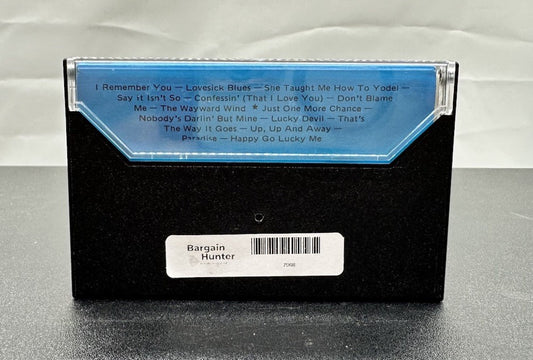 I Remember You — Lovesick Blues — She Taught Me How To Yodel —
Say it Isn't So — Confessin' (That I Love You) — Don't Blame
Me — The Wayward Wind * Just One More Chance —
Nobody's Darlin' But Mine — Lucky Devil — That's
The Way It Goes — Up, Up And Away —
Paradise — Happy Go Lucky Me
Bargain
Hunter